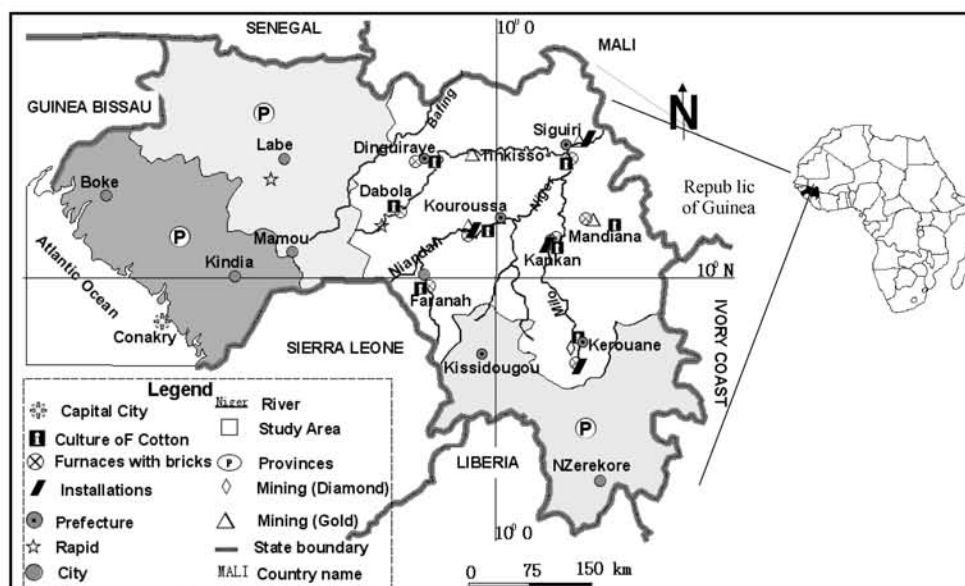 10⁰ 0
SENEGAL
MALI
GUINEA BISSAU
P
Bafing
N
Labe
Dinguiraye
Tinkisso
Siguiri
Boke
Dabola
Kouroussa
Niger
Repub lic
of Guinea
P
Mamou
Mandiana
Kindia
Niandan
Kankan
10⁰ N
Atlantic Ocean
Faranah
Milo
Conakry
SIERRA LEONE
Kissidougou
Kerouane
IVORY COAST
P
LIBERIA
NZerekore
10⁰ 0
Legend
Capital City
Niger River
Study Area
Culture oF Cotton
Furnaces with bricks
P Provinces
Installations
Mining (Diamond)
Prefecture
Mining (Gold)
Rapid
State boundary
City
MALI Country name
0 75 150 km